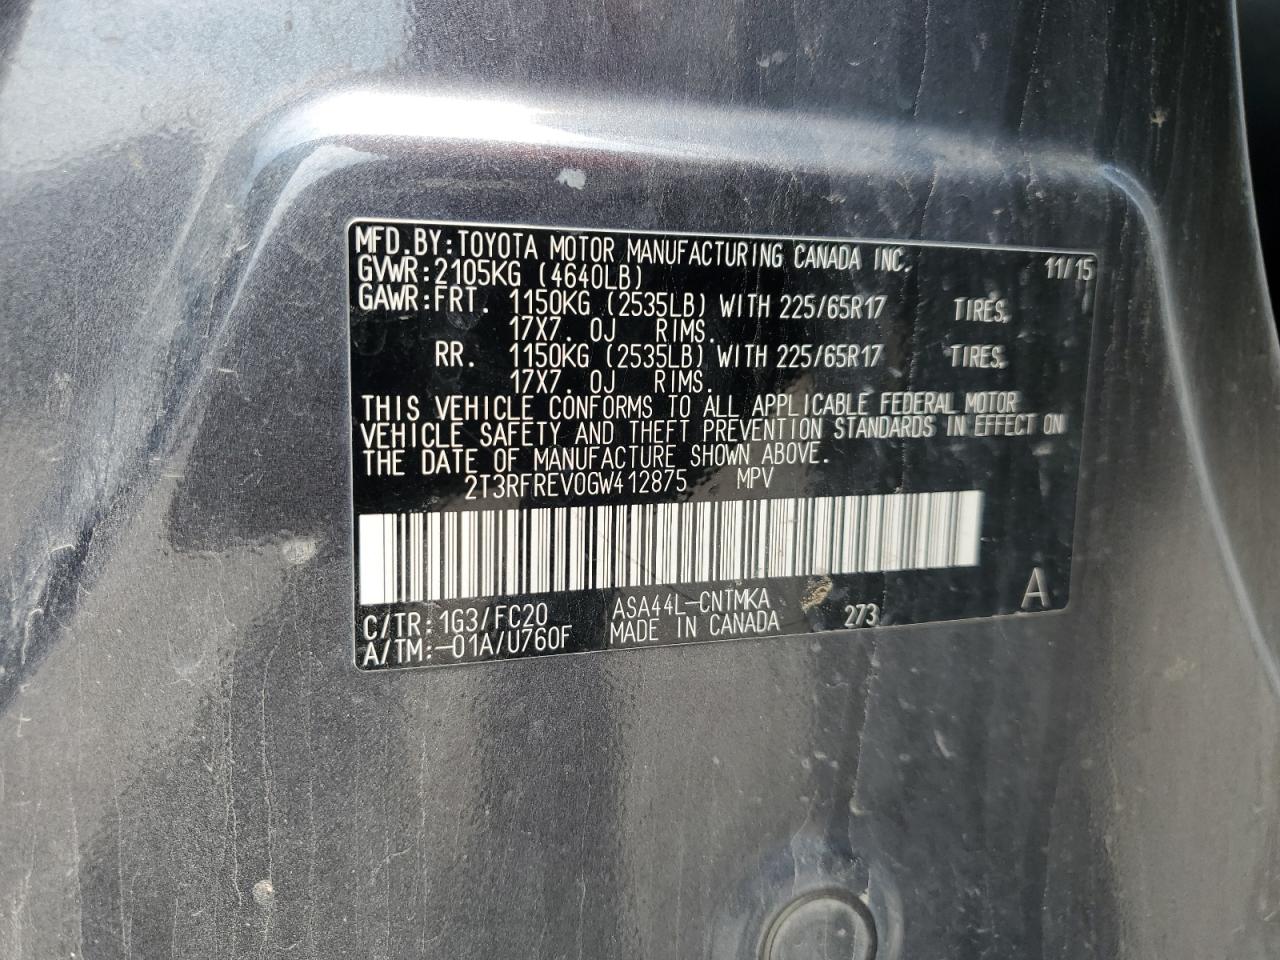 MFD.BY:TOYOTA MOTOR MANUFACTURING CANADA INC. 11/15
GVWR:2105KG (4640LB)
GAWR:FRT. 1150KG (2535LB) WITH 225/65R17 TIRES,
17X7. 0J RIMS.
RR. 1150KG (2535LB) WITH 225/65R17 TIRES,
17X7. 0J RIMS.
THIS VEHICLE CONFORMS TO ALL APPLICABLE FEDERAL MOTOR
VEHICLE SAFETY AND THEFT PREVENTION STANDARDS IN EFFECT ON
THE DATE OF MANUFACTURE SHOWN ABOVE.
2T3RFREV0GW412875 MPV
C/TR:1G3/FC20 ASA44L-CNTMKA 273 A
A/TM:-01A/U760F MADE IN CANADA